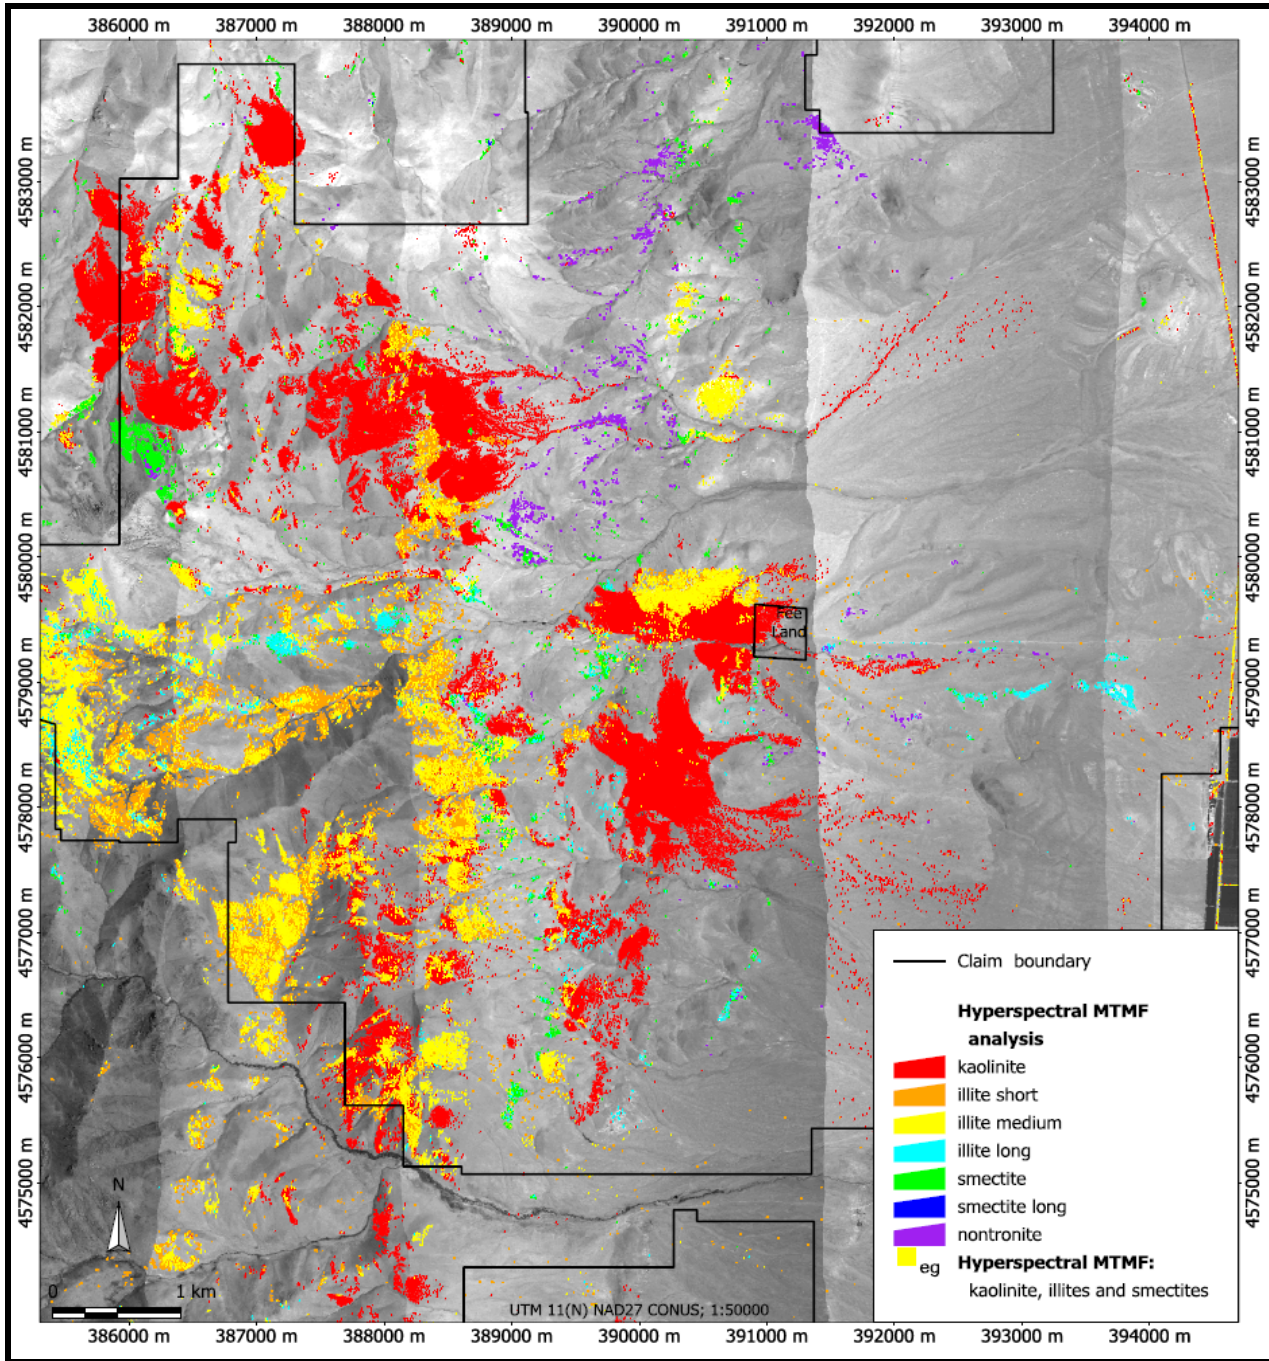 386000 m 387000 m 388000 m 389000 m 390000 m 391000 m 392000 m 393000 m 394000 m
4583000 m 4583000 m
4582000 m 4582000 m
4581000 m 4581000 m
4580000 m 4580000 m
Fee
Land
4579000 m 4579000 m
4578000 m 4578000 m
4577000 m 4577000 m
Claim boundary
Hyperspectral MTMF
analysis
kaolinite
4576000 m 4576000 m
illite short
illite medium
illite long
smectite
4575000 m 4575000 m
N
smectite long
nontronite
eg Hyperspectral MTMF:
kaolinite, illites and smectites
0 1 km
UTM 11(N) NAD27 CONUS; 1:50000
386000 m 387000 m 388000 m 389000 m 390000 m 391000 m 392000 m 393000 m 394000 m